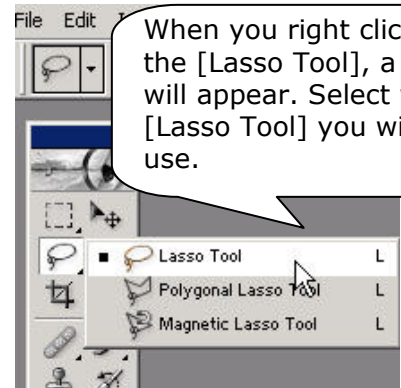 File Edit
When you right clic
the [Lasso Tool], a
will appear. Select
[Lasso Tool] you wi
use.
Lasso Tool L
Polygonal Lasso Tool L
Magnetic Lasso Tool L